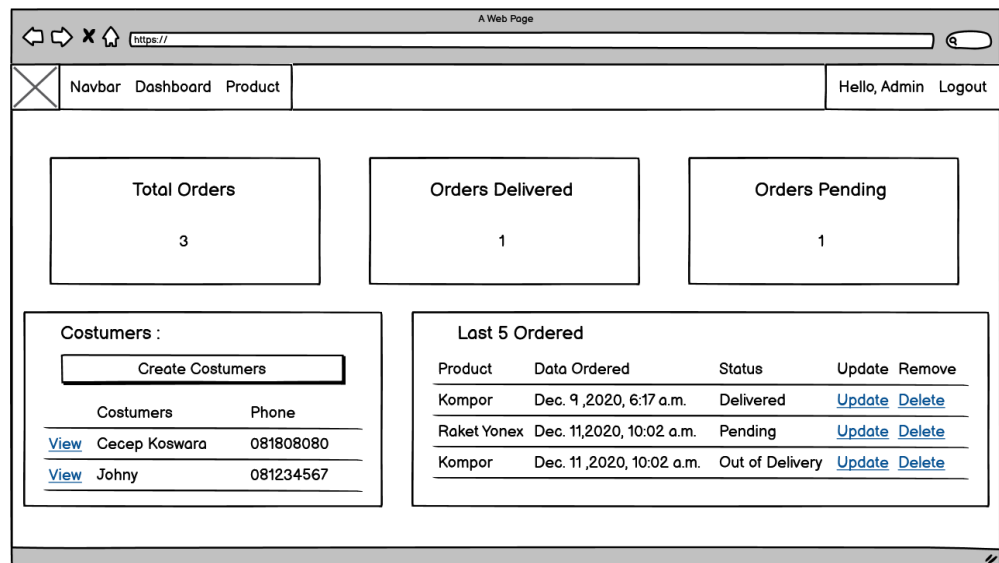 A Web Page
https://
Navbar Dashboard Product Hello, Admin Logout
Total Orders Orders Delivered Orders Pending
3 1 1
Costumers :
Create Costumers
Costumers Phone
View Cecep Koswara 081808080
View Johny 081234567
Last 5 Ordered
Product Data Ordered Status Update Remove
Kompor Dec. 9 ,2020, 6:17 a.m. Delivered Update Delete
Raket Yonex Dec. 11,2020, 10:02 a.m. Pending Update Delete
Kompor Dec. 11 ,2020, 10:02 a.m. Out of Delivery Update Delete